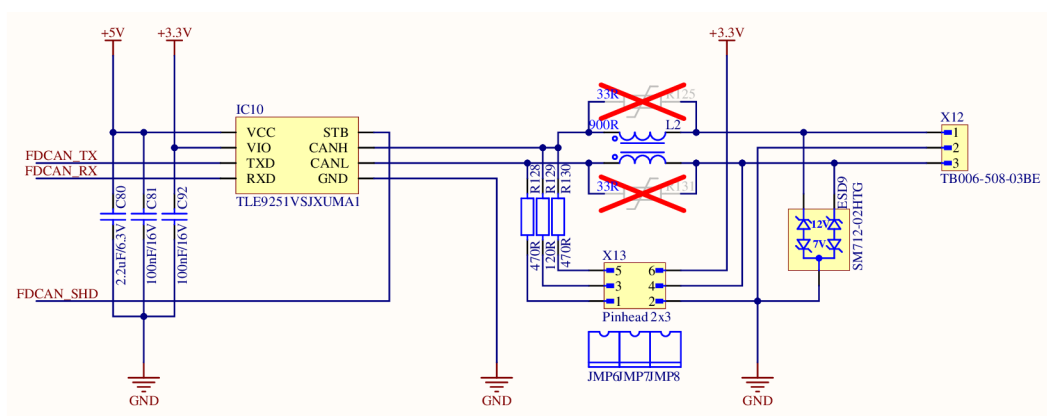 +5V
+3.3V
+3.3V
33R
R125
IC10
900R
L2
X12
VCC
STB
VIO
CANH
TXD
CANL
RXD
GND
1
2
3
FDCAN_TX
FDCAN_RX
TLE9251VSJXUMA1
TB006-508-03BE
R128
R129
R130
33R
R131
C80
C81
C92
2.2uF/6.3V
100nF/16V
100nF/16V
470R
120R
470R
ESD9
SM712-02HTG
12V
7V
X13
5
6
3
4
1
2
Pinhead 2x3
FDCAN_SHD
JMP6
JMP7
JMP8
GND
GND
GND